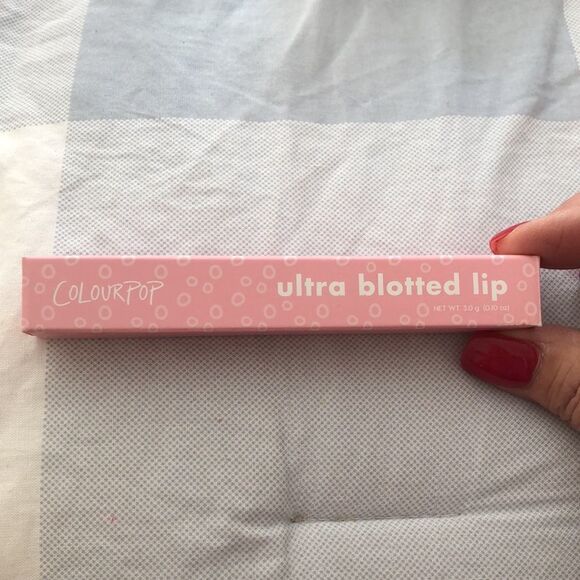 COLOURPOP
ultra blotted lip
NET WT. 3.0 g (0.10 oz)